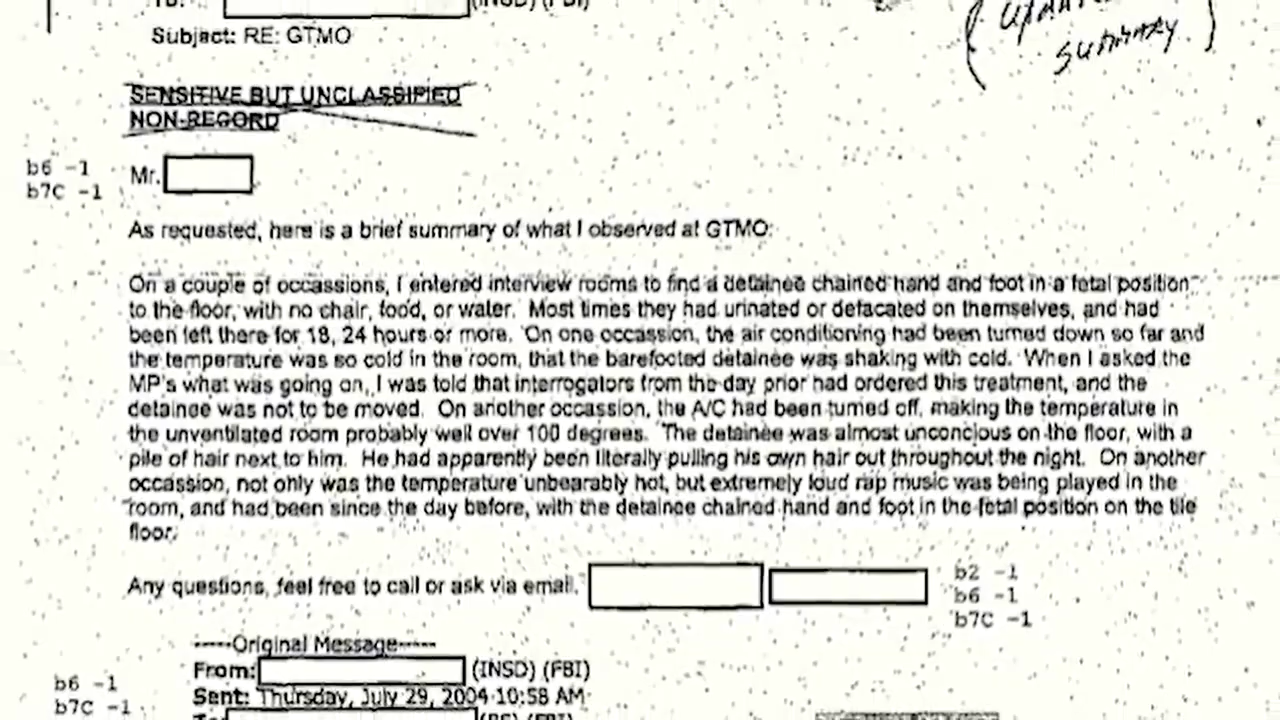 (INSD) (FBI)
Subject: RE: GTMO
summary
SENSITIVE BUT UNCLASSIFIED
NON-RECORD
b6 -1
b7C -1
Mr.
As requested, here is a brief summary of what I observed at GTMO:
On a couple of occassions, I entered interview rooms to find a detainee chained hand and foot in a fetal position
to the floor, with no chair, food, or water. Most times they had urinated or defacated on themselves, and had
been left there for 18, 24 hours or more. On one occassion, the air conditioning had been turned down so far and
the temperature was so cold in the room, that the barefooted detainee was shaking with cold. When I asked the
MP's what was going on, I was told that interrogators from the day prior had ordered this treatment, and the
detainee was not to be moved. On another occassion, the A/C had been turned off, making the temperature in
the unventilated room probably well over 100 degrees. The detainee was almost unconcious on the floor, with a
pile of hair next to him. He had apparently been literally pulling his own hair out throughout the night. On another
occassion, not only was the temperature unbearably hot, but extremely loud rap music was being played in the
room, and had been since the day before, with the detainee chained hand and foot in the fetal position on the tile
floor.
Any questions, feel free to call or ask via email.
b2 -1
b6 -1
b7C -1
-----Original Message-----
From: (INSD) (FBI)
Sent: Thursday, July 29, 2004 10:58 AM
b6 -1
b7C -1